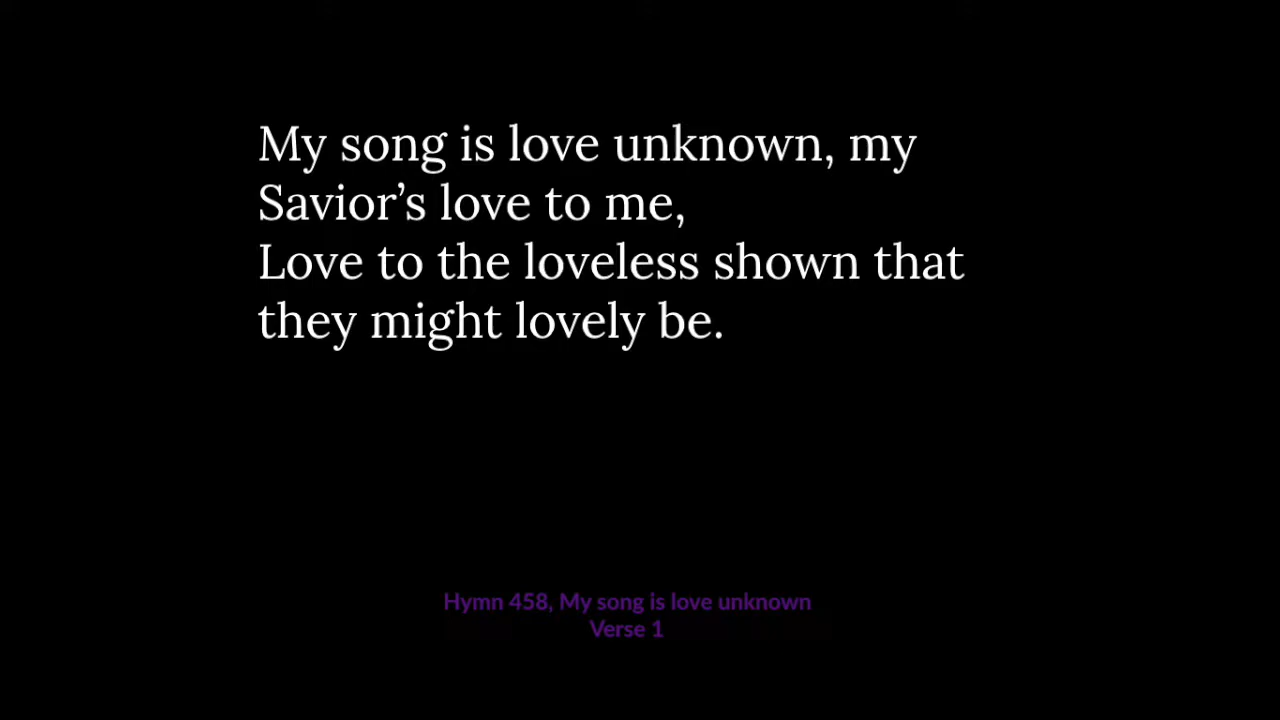 My song is love unknown, my
Savior’s love to me,
Love to the loveless shown that
they might lovely be.
Hymn 458, My song is love unknown
Verse 1